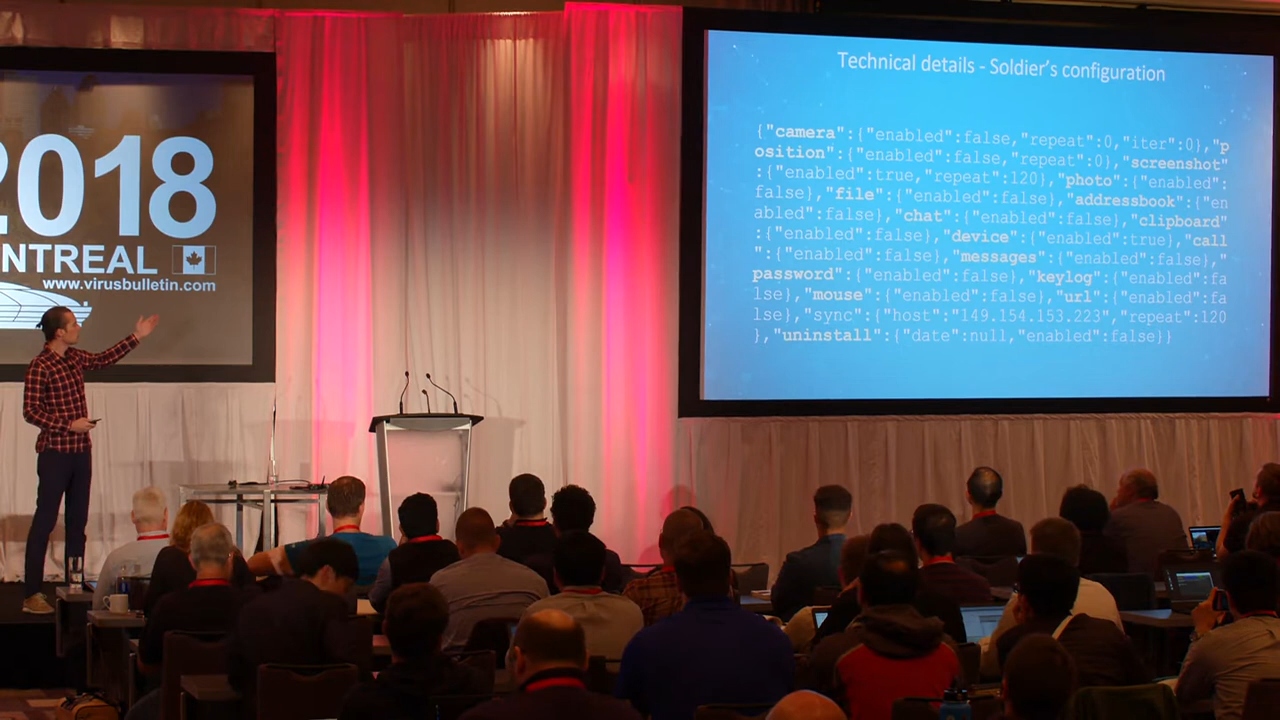 2018
NTREAL
www.virusbulletin.com
Technical details - Soldier's configuration
{"camera":{"enabled":false,"repeat":0,"iter":0},"p
osition":{"enabled":false,"repeat":0},"screenshot"
:{"enabled":true,"repeat":120},"photo":{"enabled":
false},"file":{"enabled":false},"addressbook":{"en
abled":false},"chat":{"enabled":false},"clipboard"
:{"enabled":false},"device":{"enabled":true},"call
":{"enabled":false},"messages":{"enabled":false},"
password":{"enabled":false},"keylog":{"enabled":fa
lse},"mouse":{"enabled":false},"url":{"enabled":fa
lse},"sync":{"host":"149.154.153.223","repeat":120
},"uninstall":{"date":null,"enabled":false}}